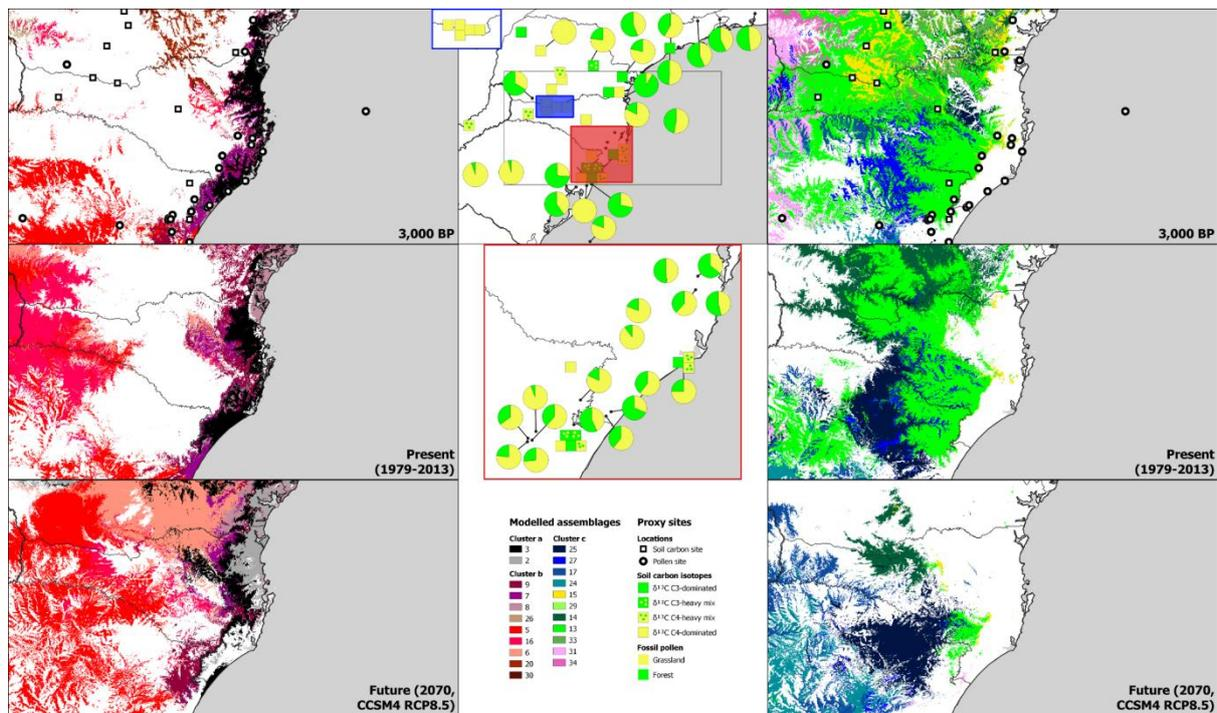 3,000 BP
3,000 BP
Present
(1979-2013)
Present
(1979-2013)
Modelled assemblages
Cluster a
3
2
Cluster b
9
7
8
26
5
16
6
20
30
Cluster c
25
27
17
24
15
29
14
13
33
31
34
Proxy sites
Locations
Soil carbon site
Pollen site
Soil carbon isotopes
δ¹³C C3-dominated
δ¹³C C3-heavy mix
δ¹³C C4-heavy mix
δ¹³C C4-dominated
Fossil pollen
Grassland
Forest
Future (2070,
CCSM4 RCP8.5)
Future (2070,
CCSM4 RCP8.5)